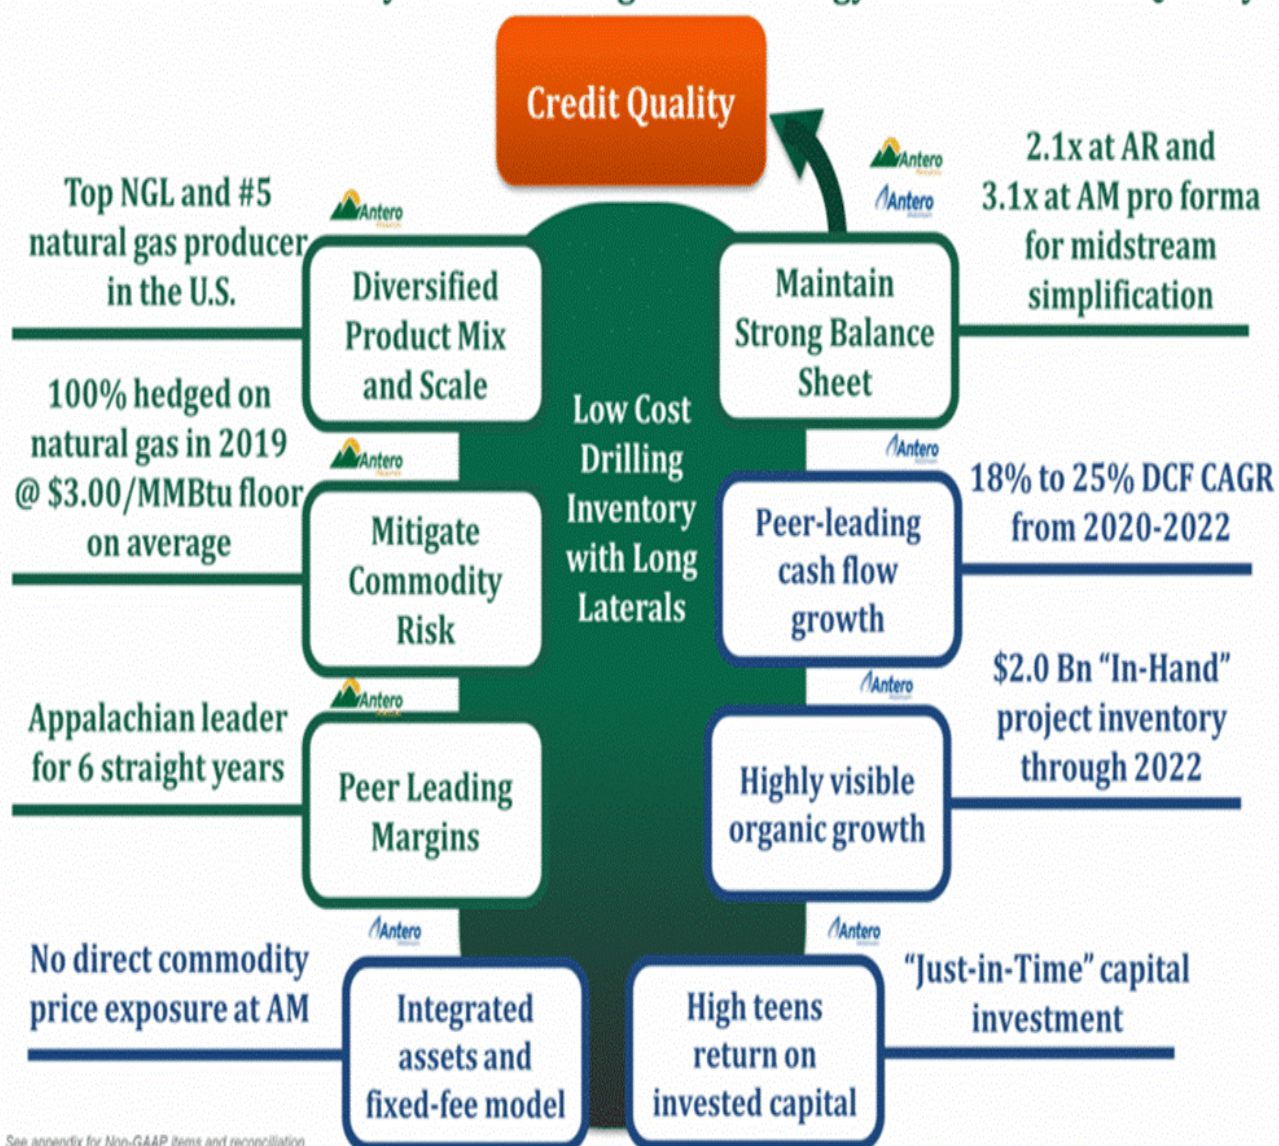 Credit Quality
Top NGL and #5
natural gas producer
in the U.S.
Antero
Diversified
Product Mix
and Scale
Antero
Antero
2.1x at AR and
3.1x at AM pro forma
for midstream
simplification
Maintain
Strong Balance
Sheet
100% hedged on
natural gas in 2019
@ $3.00/MMBtu floor
on average
Antero
Mitigate
Commodity
Risk
Low Cost
Drilling
Inventory
with Long
Laterals
Antero
Peer-leading
cash flow
growth
18% to 25% DCF CAGR
from 2020-2022
Appalachian leader
for 6 straight years
Antero
Peer Leading
Margins
Antero
Highly visible
organic growth
$2.0 Bn “In-Hand”
project inventory
through 2022
No direct commodity
price exposure at AM
Antero
Integrated
assets and
fixed-fee model
Antero
High teens
return on
invested capital
“Just-in-Time” capital
investment
See appendix for Non-GAAP items and reconciliation